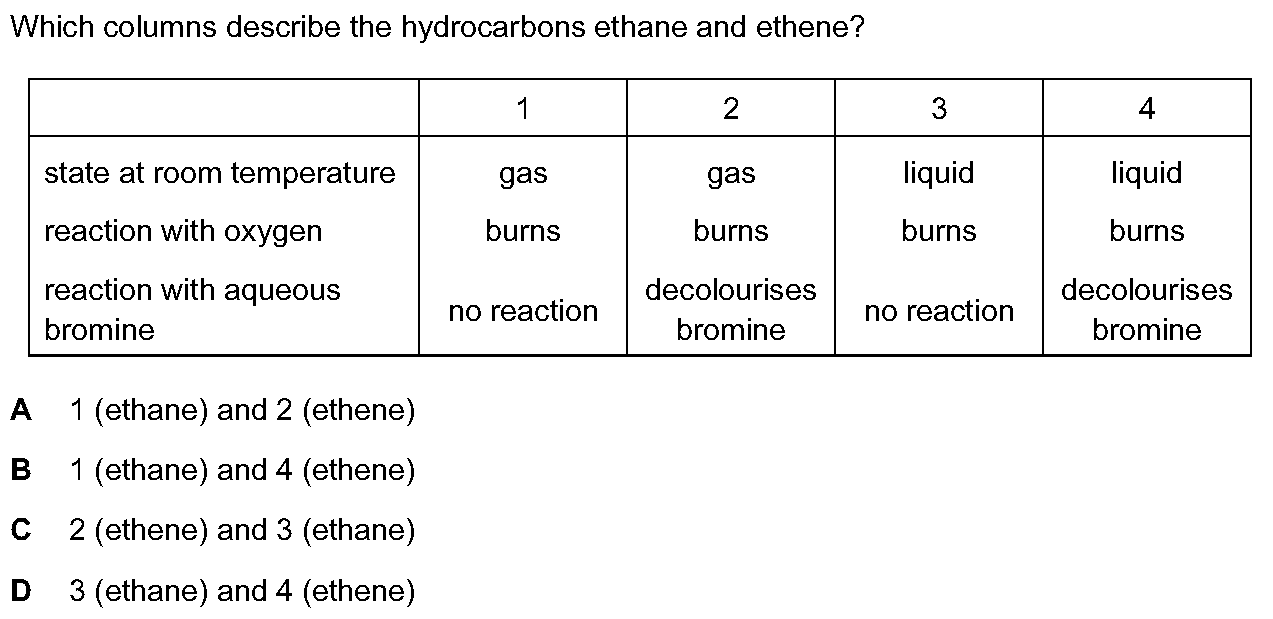 Which columns describe the hydrocarbons ethane and ethene?
1 2 3 4
state at room temperature gas gas liquid liquid
reaction with oxygen burns burns burns burns
reaction with aqueous bromine no reaction decolourises bromine no reaction decolourises bromine
A 1 (ethane) and 2 (ethene)
B 1 (ethane) and 4 (ethene)
C 2 (ethene) and 3 (ethane)
D 3 (ethane) and 4 (ethene)